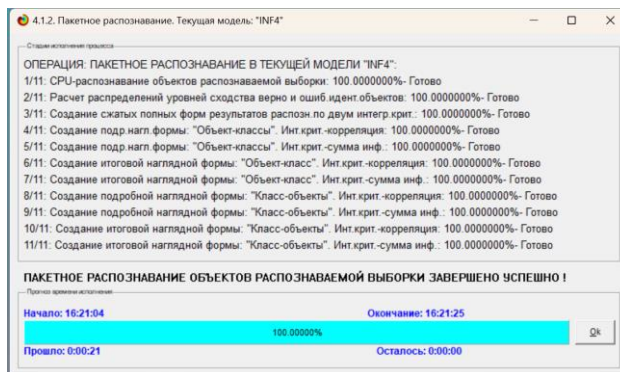 4.1.2. Пакетное распознавание. Текущая модель: "INF4"
Стадии исполнения процесса
ОПЕРАЦИЯ: ПАКЕТНОЕ РАСПОЗНАВАНИЕ В ТЕКУЩЕЙ МОДЕЛИ "INF4":
1/11: CPU-распознавание объектов распознаваемой выборки: 100.0000000%- Готово
2/11: Расчет распределений уровней сходства верно и ошиб.идент.объектов: 100.0000000%- Готово
3/11: Создание сжатых полных форм результатов распозн.по двум интегр.крит.: 100.0000000%- Готово
4/11: Создание подр.нагл.формы: "Объект-классы". Инт.крит.-корреляция: 100.0000000%- Готово
5/11: Создание подр.нагл.формы: "Объект-классы". Инт.крит.-сумма инф.: 100.0000000%- Готово
6/11: Создание итоговой наглядной формы: "Объект-класс". Инт.крит.-корреляция: 100.0000000%- Готово
7/11: Создание итоговой наглядной формы: "Объект-класс". Инт.крит.-сумма инф.: 100.0000000%- Готово
8/11: Создание подробной наглядной формы: "Класс-объекты". Инт.крит.-корреляция: 100.0000000%- Готово
9/11: Создание подробной наглядной формы: "Класс-объекты". Инт.крит.-сумма инф.: 100.0000000%- Готово
10/11: Создание итоговой наглядной формы: "Класс-объекты". Инт.крит.-корреляция: 100.0000000%- Готово
11/11: Создание итоговой наглядной формы: "Класс-объекты". Инт.крит.-сумма инф.: 100.0000000%- Готово
ПАКЕТНОЕ РАСПОЗНАВАНИЕ ОБЪЕКТОВ РАСПОЗНАВАЕМОЙ ВЫБОРКИ ЗАВЕРШЕНО УСПЕШНО !
Прогноз времени исполнения
Начало: 16:21:04 Окончание: 16:21:25
100.00000% Ok
Прошло: 0:00:21 Осталось: 0:00:00